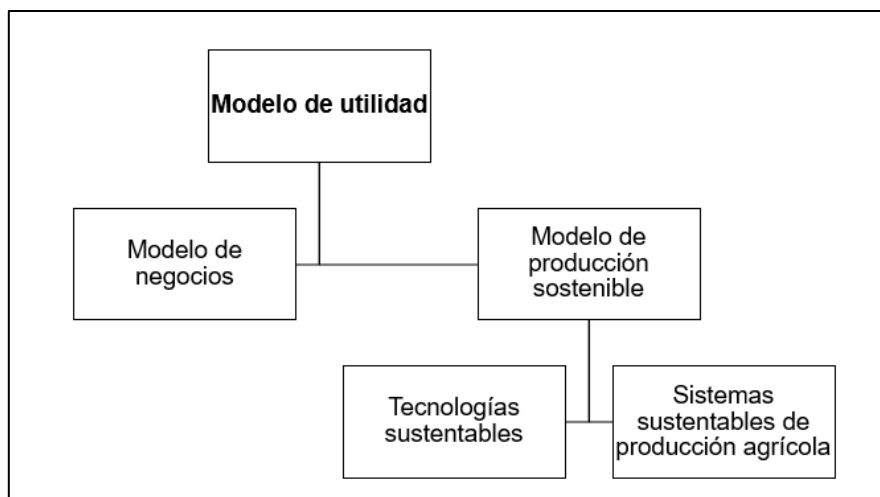 Modelo de utilidad
Modelo de
negocios
Modelo de
producción
sostenible
Tecnologías
sustentables
Sistemas
sustentables de
producción agrícola